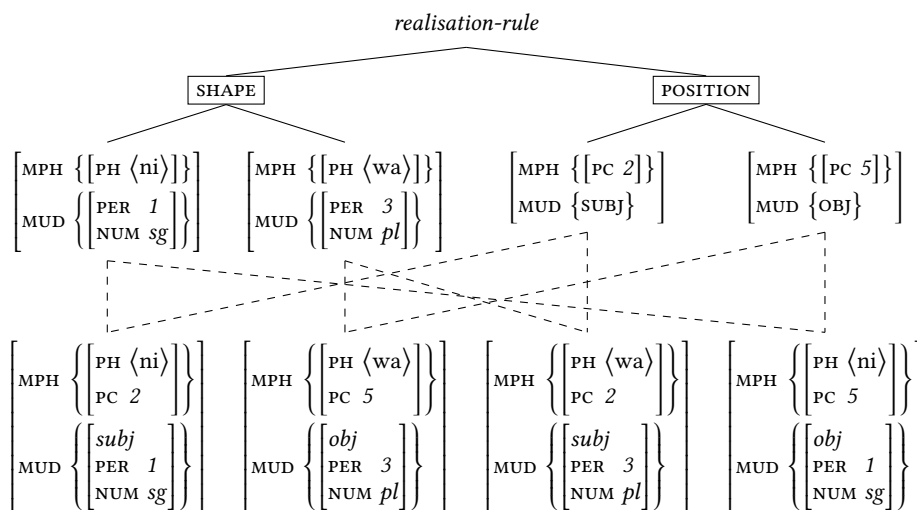 realisation-rule
SHAPE POSITION
[MPH {[PH ⟨ni⟩]}] [MPH {[PH ⟨wa⟩]}] [MPH {[PC 2]}] [MPH {[PC 5]}]
[MUD {[PER 1 NUM sg]}] [MUD {[PER 3 NUM pl]}] [MUD {SUBJ}] [MUD {OBJ}]
[MPH {[PH ⟨ni⟩ PC 2]}] [MPH {[PH ⟨wa⟩ PC 5]}] [MPH {[PH ⟨wa⟩ PC 2]}] [MPH {[PH ⟨ni⟩ PC 5]}]
[MUD {[subj PER 1 NUM sg]}] [MUD {[obj PER 3 NUM pl]}] [MUD {[subj PER 3 NUM pl]}] [MUD {[obj PER 1 NUM sg]}]